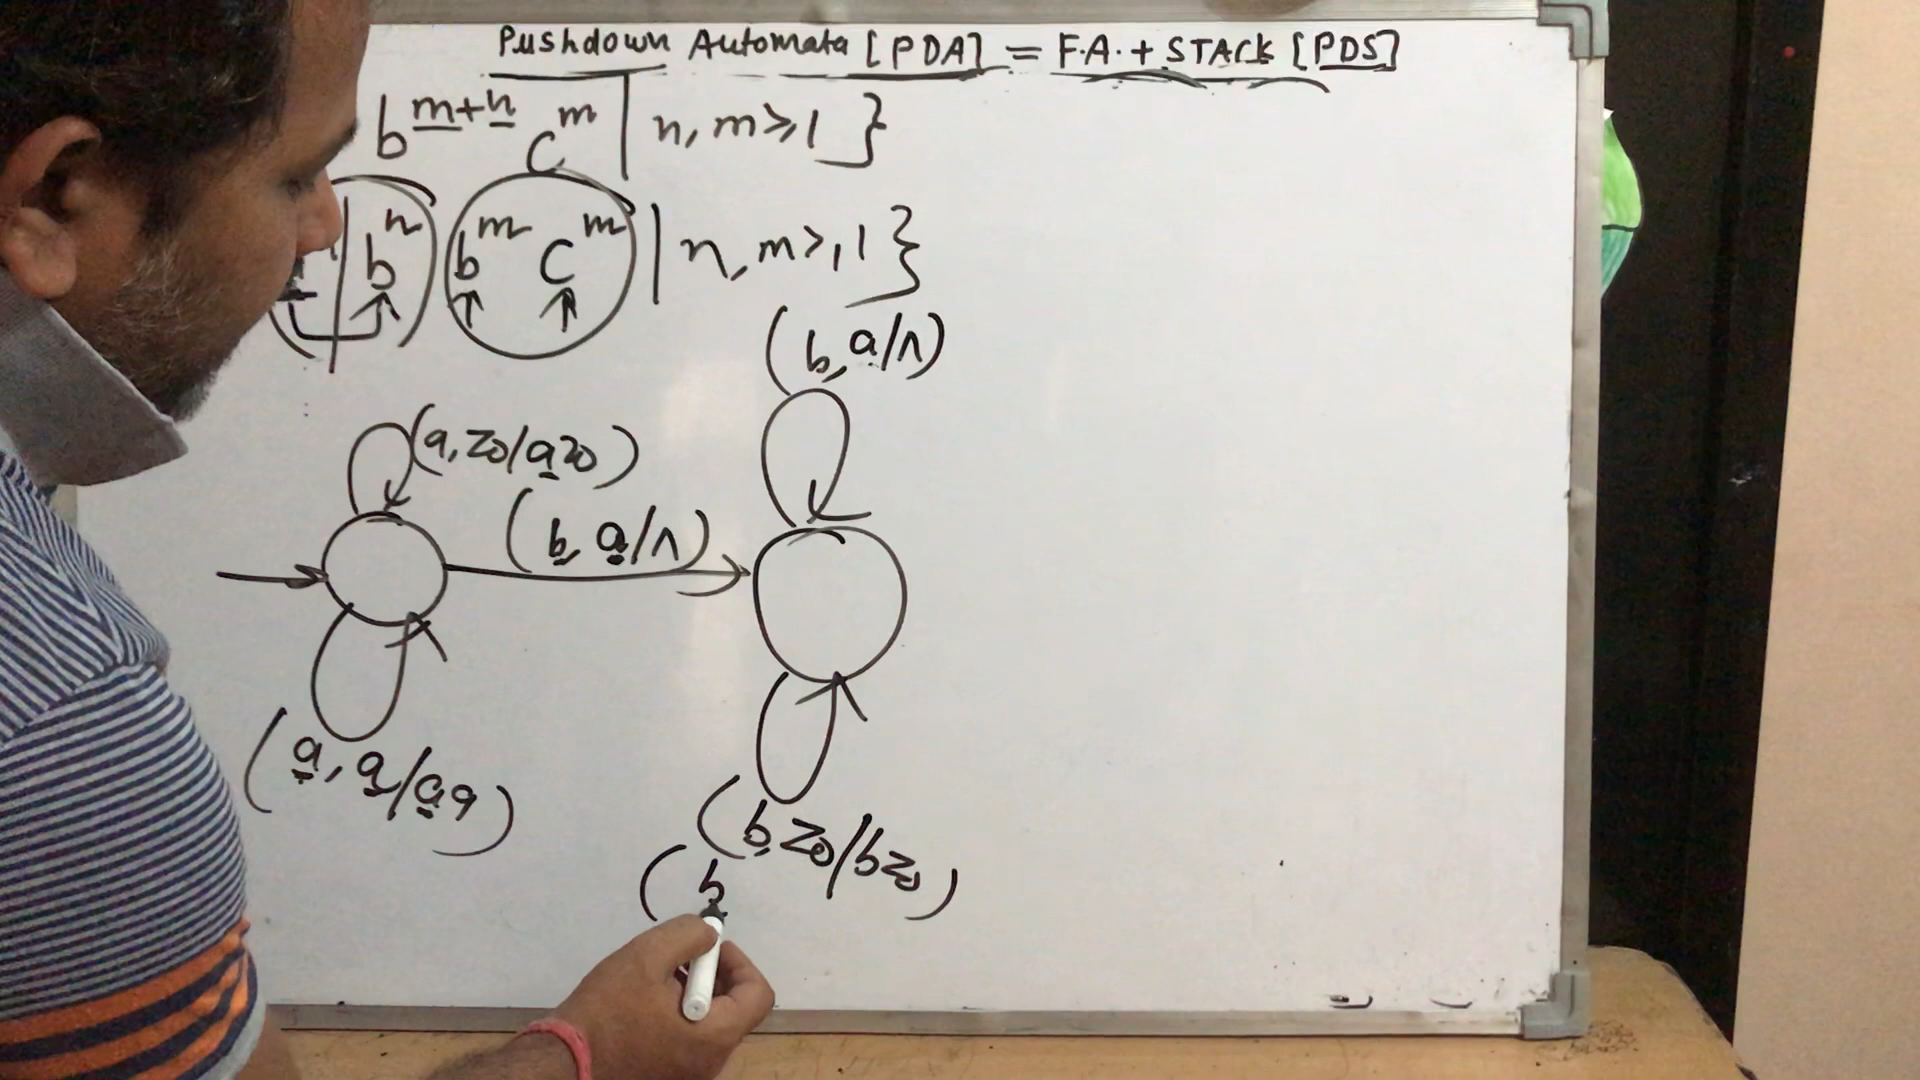 Pushdown Automata [PDA] = F.A. + STACK [PDS]
b^{m+n} c^m | n, m ≥ 1 }
b^n b^m c^m | n, m ≥ 1 }
(b, a/Λ)
(a, z0/az0)
(b, a/Λ)
(a, a/aa)
(b, z0/bz0)
(b